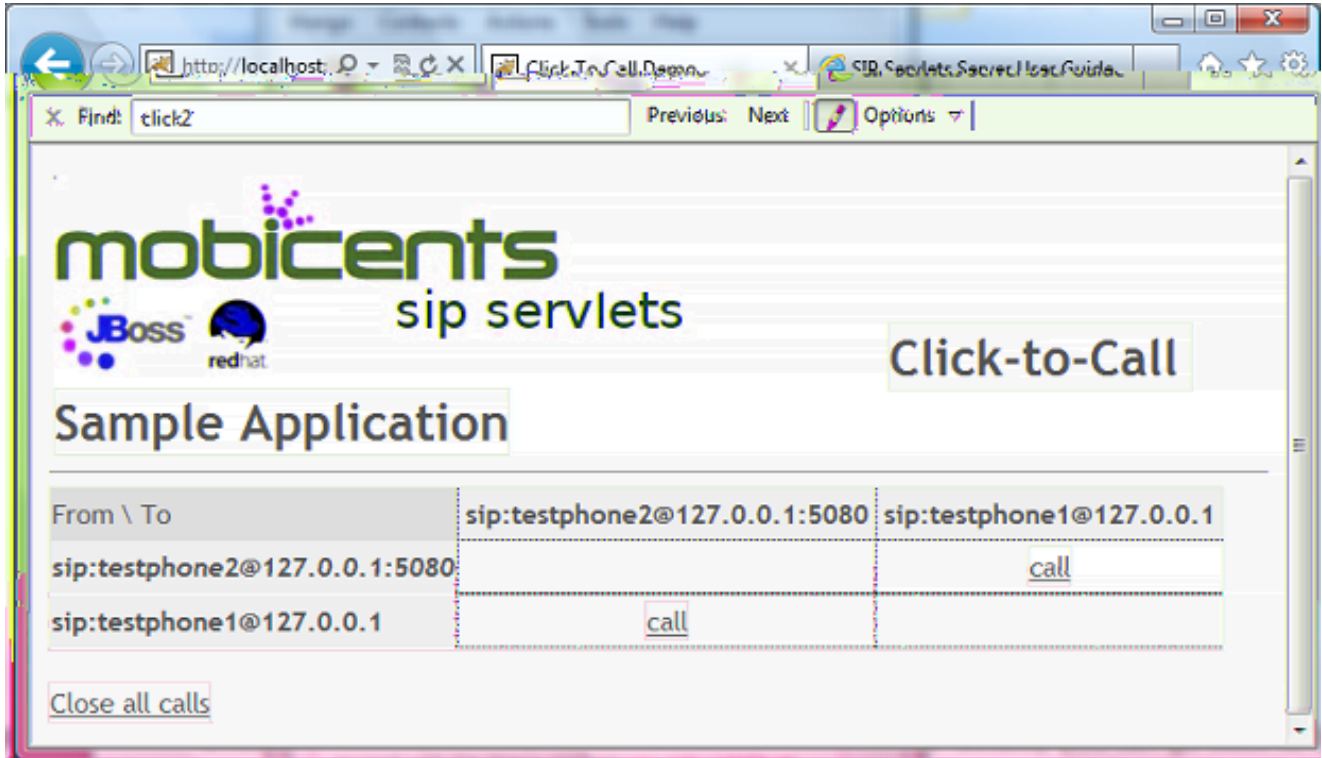 http://localhost:
Click To Call Demo
SIP Servlets Server User Guide
Find: click2 Previous Next Options
mobicents
sip servlets
JBoss
redhat
Click-to-Call
Sample Application
From \ To sip:testphone2@127.0.0.1:5080 sip:testphone1@127.0.0.1
sip:testphone2@127.0.0.1:5080 call
sip:testphone1@127.0.0.1 call
Close all calls